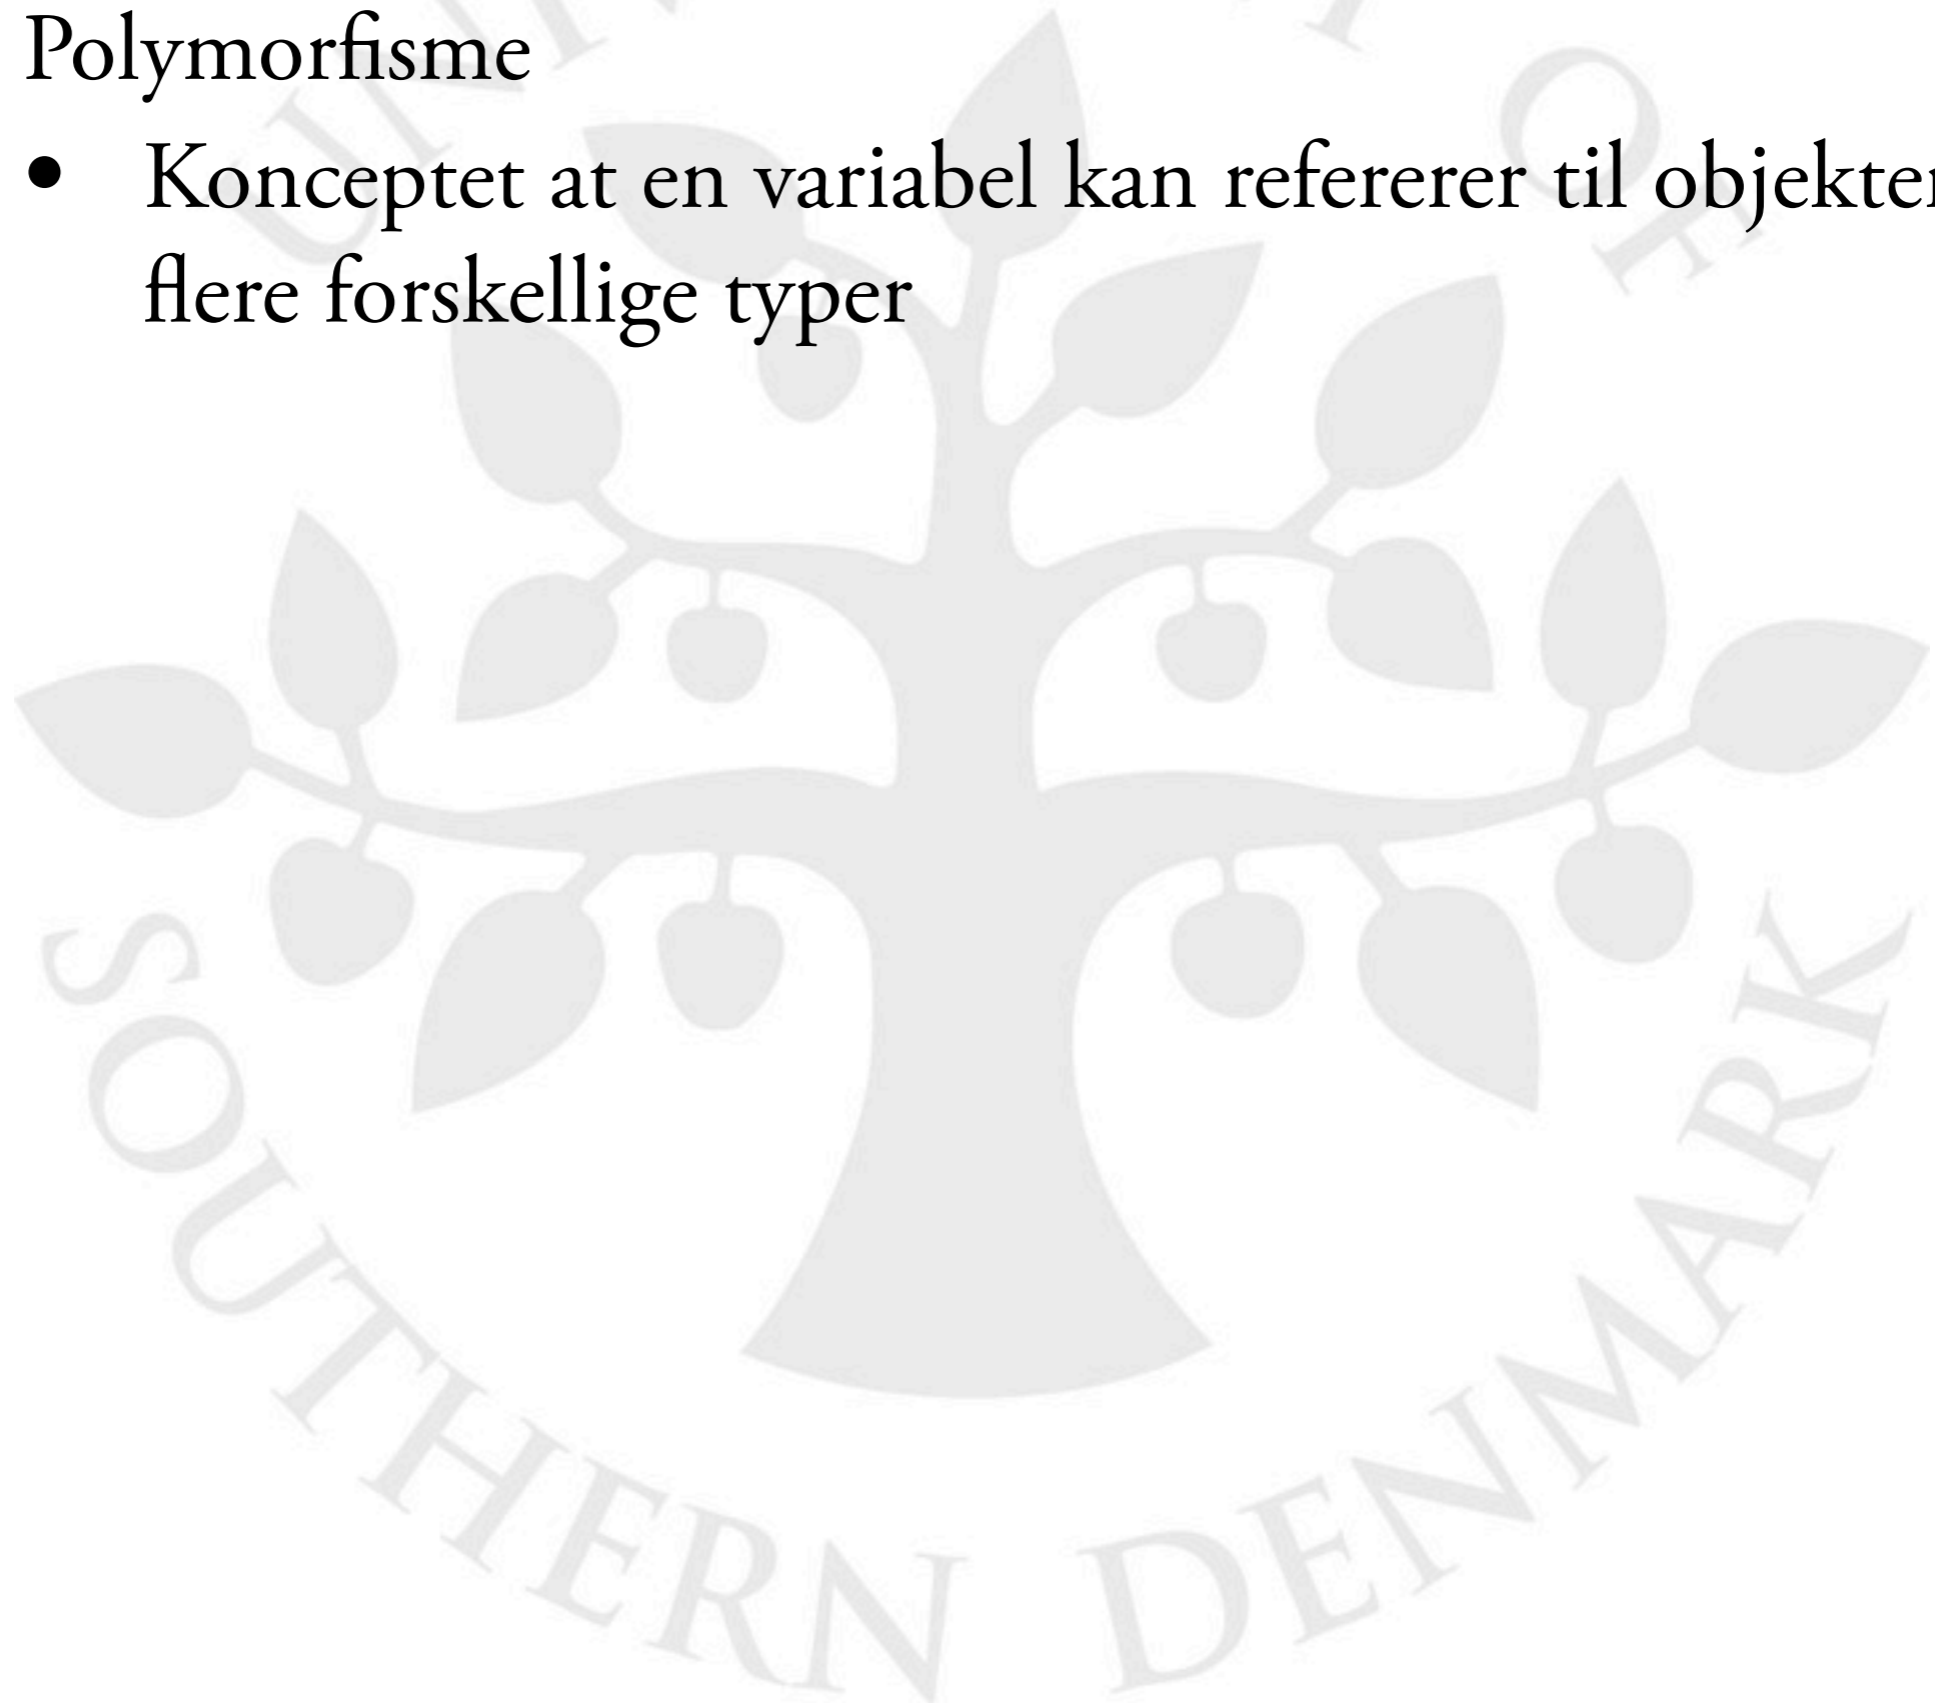 Polymorfisme
• Konceptet at en variabel kan refererer til objekter
flere forskellige typer
SOUTHERN DENMARK